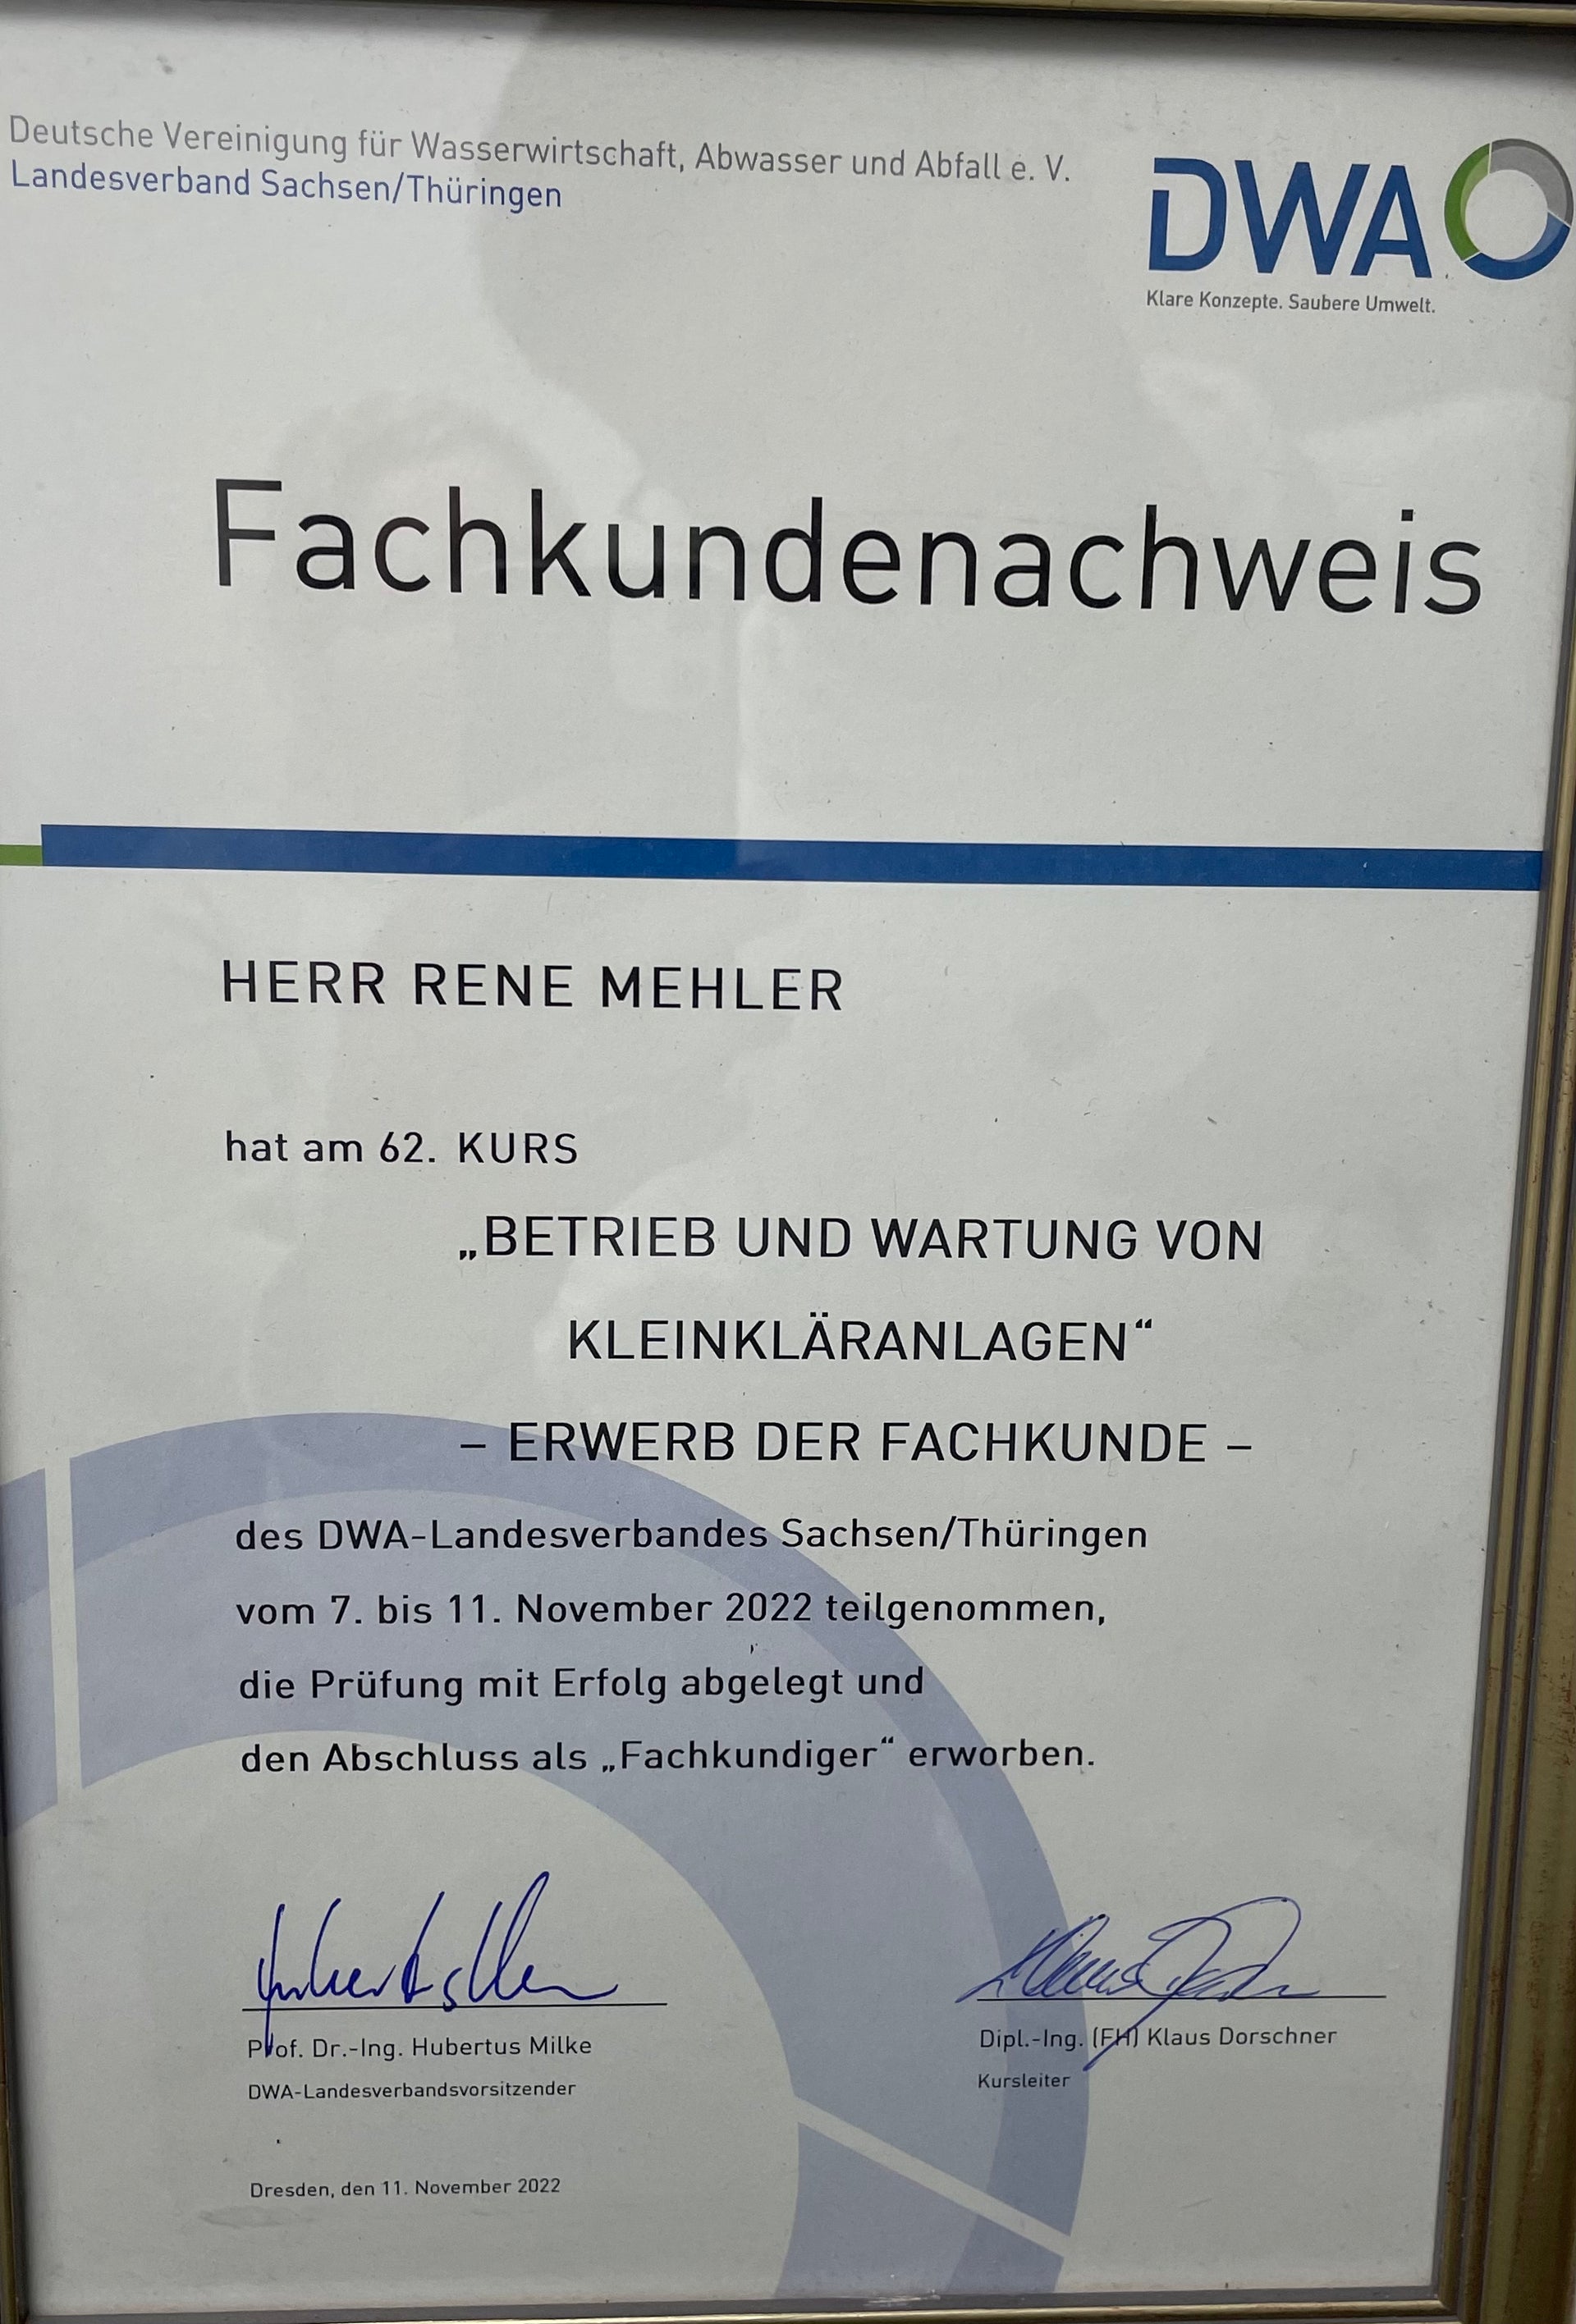 Deutsche Vereinigung für Wasserwirtschaft, Abwasser und Abfall e. V.
Landesverband Sachsen/Thüringen
DWA
Klare Konzepte. Saubere Umwelt.
Fachkundenachweis
HERR RENE MEHLER
hat am 62. KURS
„BETRIEB UND WARTUNG VON
KLEINKLÄRANLAGEN“
– ERWERB DER FACHKUNDE –
des DWA-Landesverbandes Sachsen/Thüringen
vom 7. bis 11. November 2022 teilgenommen,
die Prüfung mit Erfolg abgelegt und
den Abschluss als „Fachkundiger“ erworben.
Prof. Dr.-Ing. Hubertus Milke
DWA-Landesverbandsvorsitzender
Dipl.-Ing. (FH) Klaus Dorschner
Kursleiter
Dresden, den 11. November 2022